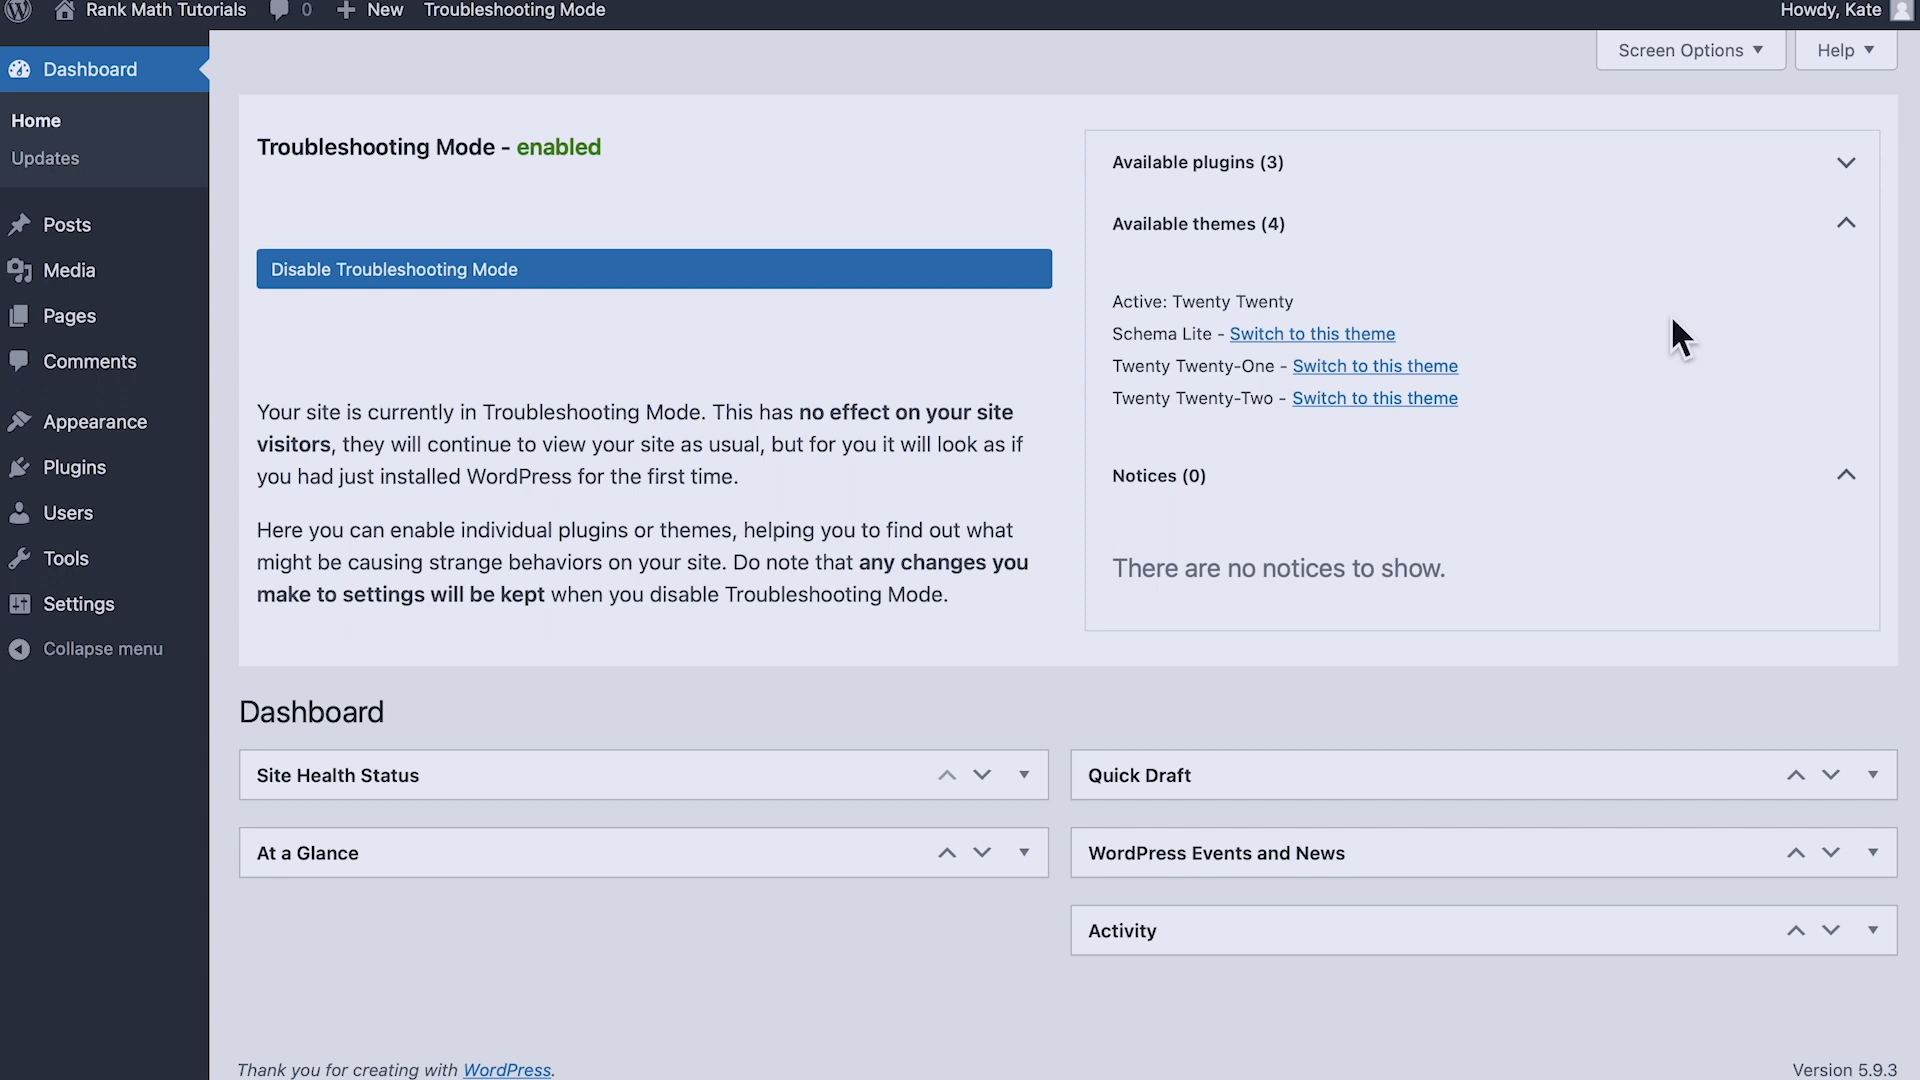 Rank Math Tutorials 0 New Troubleshooting Mode Howdy, Kate
Screen Options Help
Dashboard
Home
Updates
Posts
Media
Pages
Comments
Appearance
Plugins
Users
Tools
Settings
Collapse menu
Troubleshooting Mode - enabled
Disable Troubleshooting Mode
Your site is currently in Troubleshooting Mode. This has no effect on your site
visitors, they will continue to view your site as usual, but for you it will look as if
you had just installed WordPress for the first time.
Here you can enable individual plugins or themes, helping you to find out what
might be causing strange behaviors on your site. Do note that any changes you
make to settings will be kept when you disable Troubleshooting Mode.
Available plugins (3)
Available themes (4)
Active: Twenty Twenty
Schema Lite - Switch to this theme
Twenty Twenty-One - Switch to this theme
Twenty Twenty-Two - Switch to this theme
Notices (0)
There are no notices to show.
Dashboard
Site Health Status
At a Glance
Quick Draft
WordPress Events and News
Activity
Thank you for creating with WordPress.
Version 5.9.3